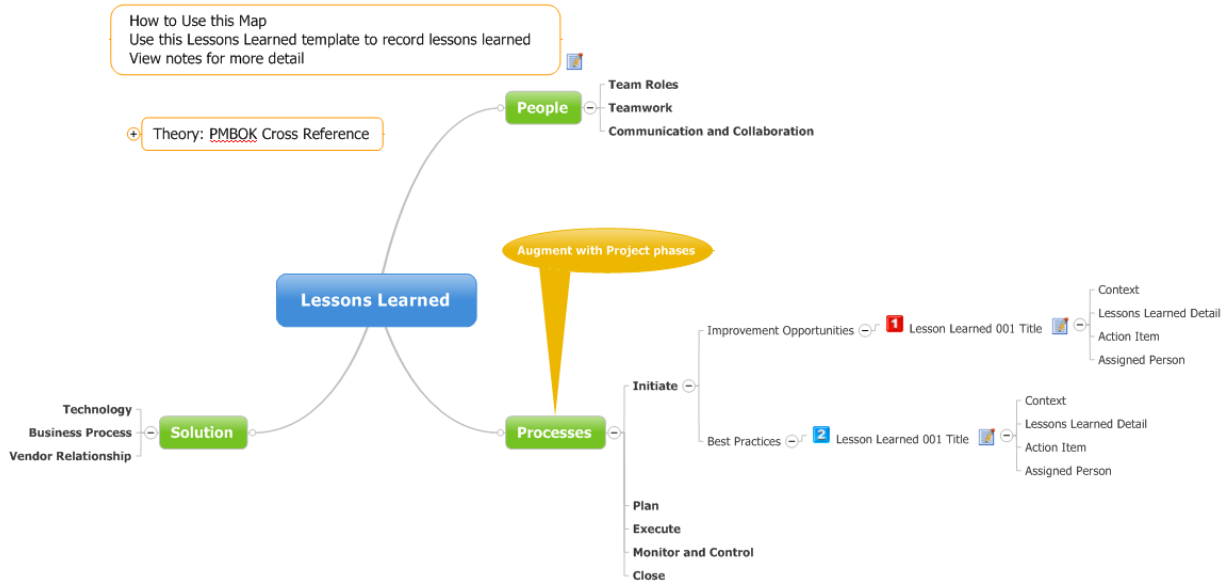 How to Use this Map
Use this Lessons Learned template to record lessons learned
View notes for more detail
Theory: PMBOK Cross Reference
People
Team Roles
Teamwork
Communication and Collaboration
Augment with Project phases
Lessons Learned
Solution
Technology
Business Process
Vendor Relationship
Processes
Initiate
Improvement Opportunities
1
Lesson Learned 001 Title
Context
Lessons Learned Detail
Action Item
Assigned Person
Best Practices
2
Lesson Learned 001 Title
Context
Lessons Learned Detail
Action Item
Assigned Person
Plan
Execute
Monitor and Control
Close